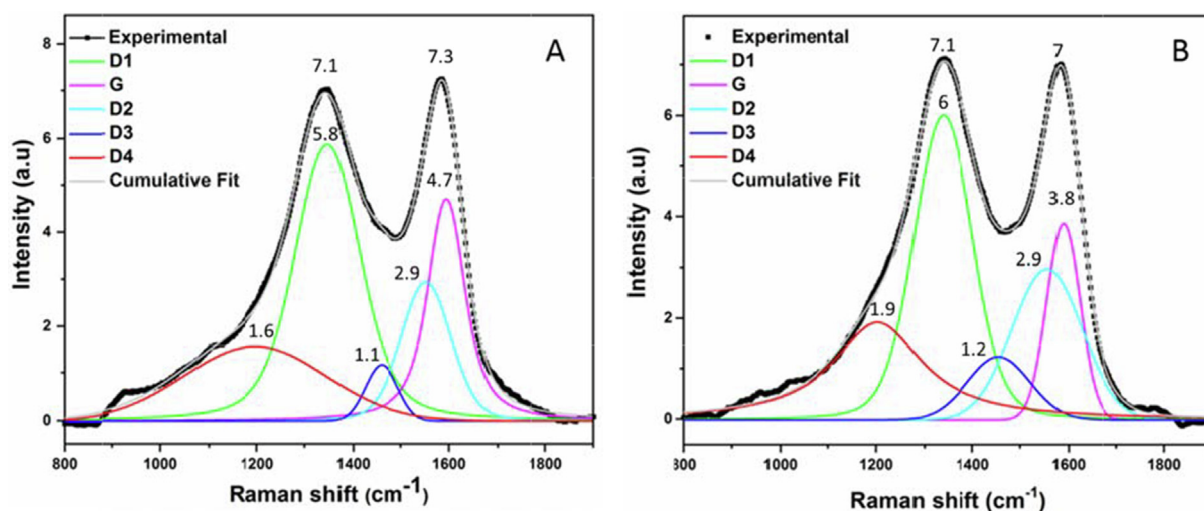 8
6
4
2
0
Intensity (a.u)
Experimental
D1
G
D2
D3
D4
Cumulative Fit
A
7.1
7.3
5.8
4.7
2.9
1.6
1.1
800 1000 1200 1400 1600 1800
Raman shift (cm⁻¹)
6
4
2
0
Intensity (a.u)
Experimental
D1
G
D2
D3
D4
Cumulative Fit
B
7.1
7
6
3.8
2.9
1.9
1.2
300 1000 1200 1400 1600 1800
Raman shift (cm⁻¹)